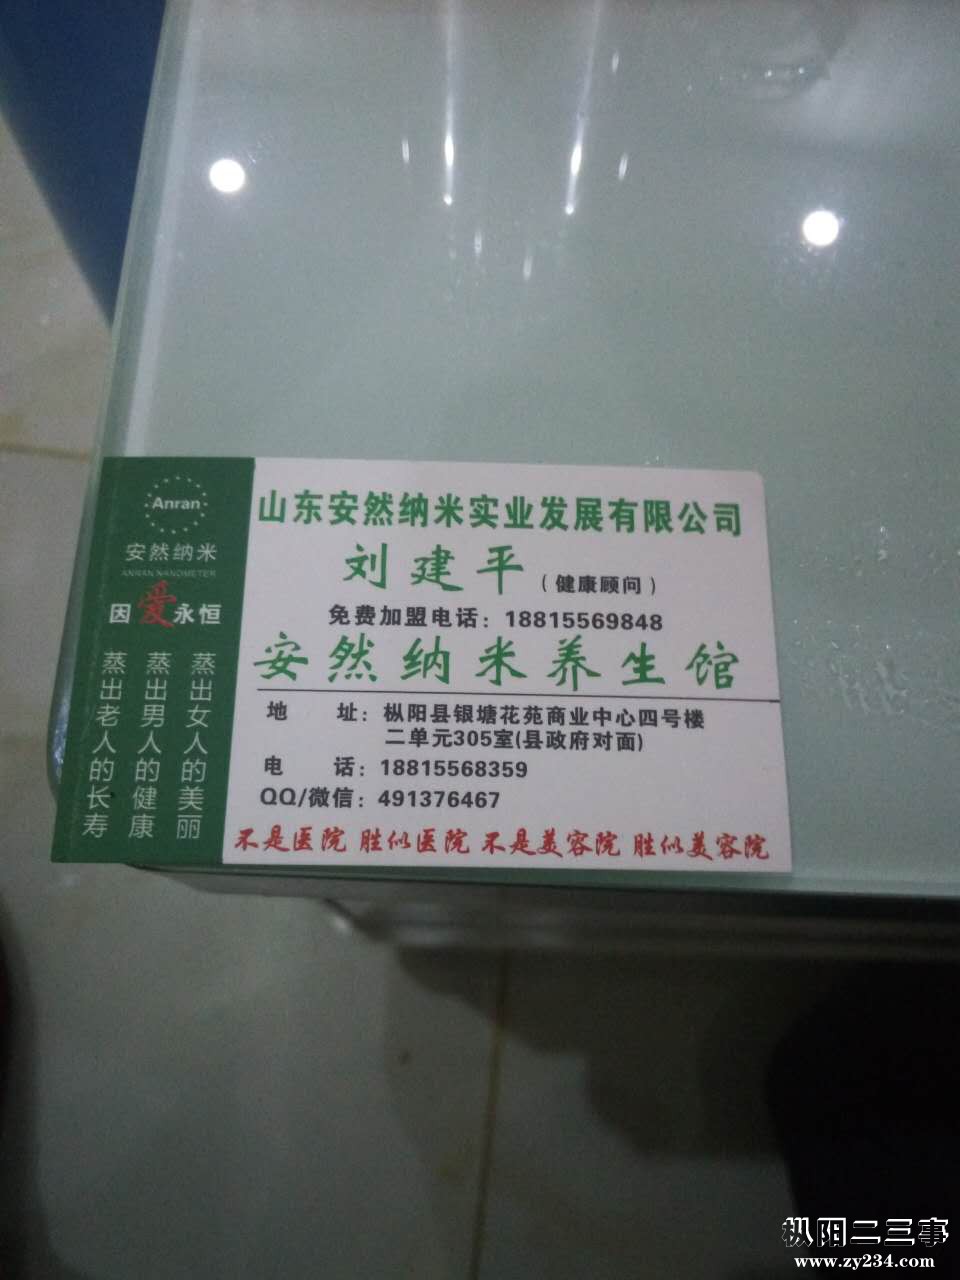 Anran
安然纳米
ANRAN NANOMETER
因爱永恒
蒸出女人的美丽
蒸出男人的健康
蒸出老人的长寿
山东安然纳米实业发展有限公司
刘建平（健康顾问）
免费加盟电话：18815569848
安然纳米养生馆
地 址：枞阳县银塘花苑商业中心四号楼
二单元305室(县政府对面)
电 话：18815568359
QQ/微信：491376467
不是医院 胜似医院 不是美容院 胜似美容院
枞阳二三事
www.zy234.com